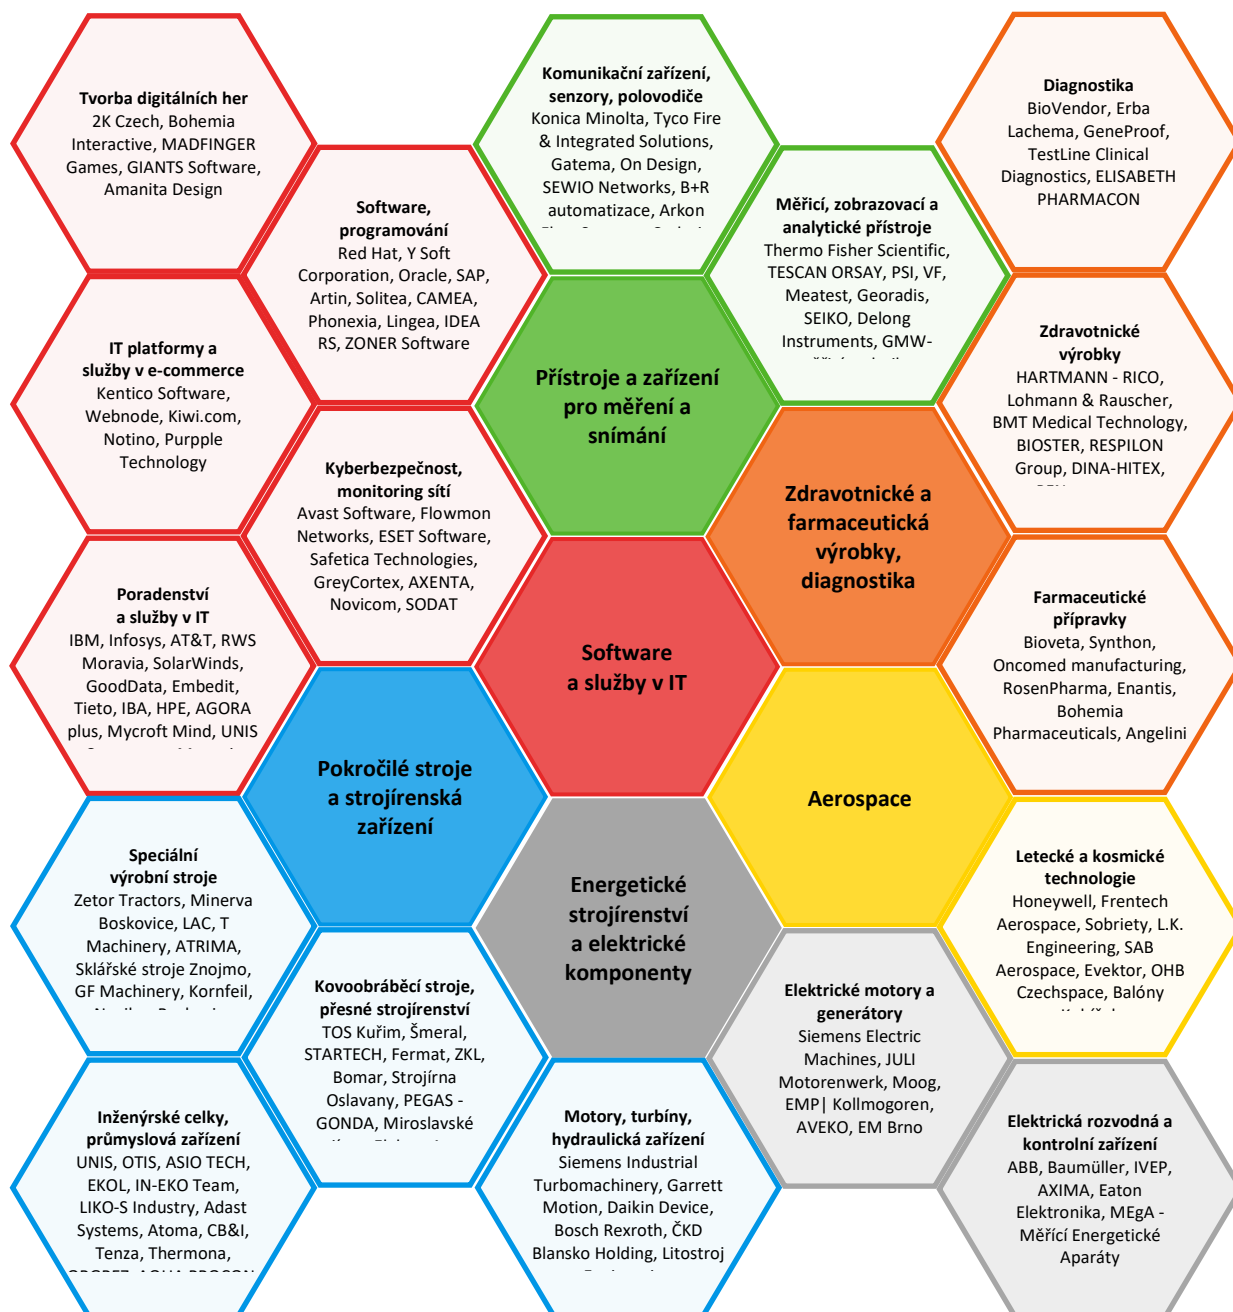 Tvorba digitálních her
2K Czech, Bohemia
Interactive, MADFINGER
Games, GIANTS Software,
Amanita Design
Komunikační zařízení,
senzory, polovodiče
Konica Minolta, Tyco Fire
& Integrated Solutions,
Gatema, On Design,
SEWIO Networks, B+R
automatizace, Arkon
Diagnostika
BioVendor, Erba
Lachema, GeneProof,
TestLine Clinical
Diagnostics, ELISABETH
PHARMACON
Software,
programování
Red Hat, Y Soft
Corporation, Oracle, SAP,
Artin, Solitea, CAMEA,
Phonexia, Lingea, IDEA
RS, ZONER Software
Měřicí, zobrazovací a
analytické přístroje
Thermo Fisher Scientific,
TESCAN ORSAY, PSI, VF,
Meatest, Georadis,
SEIKO, Delong
Instruments, GMW-
IT platformy a
služby v e-commerce
Kentico Software,
Webnode, Kiwi.com,
Notino, Purpple
Technology
Přístroje a zařízení
pro měření a
snímání
Zdravotnické
výrobky
HARTMANN - RICO,
Lohmann & Rauscher,
BMT Medical Technology,
BIOSTER, RESPILON
Group, DINA-HITEX,
Kyberbezpečnost,
monitoring sítí
Avast Software, Flowmon
Networks, ESET Software,
Safetica Technologies,
GreyCortex, AXENTA,
Novicom, SODAT
Zdravotnické a
farmaceutická
výrobky,
diagnostika
Poradenství
a služby v IT
IBM, Infosys, AT&T, RWS
Moravia, SolarWinds,
GoodData, Embedit,
Tieto, IBA, HPE, AGORA
plus, Mycroft Mind, UNIS
Software
a služby v IT
Farmaceutické
přípravky
Bioveta, Synthon,
Oncomed manufacturing,
RosenPharma, Enantis,
Bohemia
Pharmaceuticals, Angelini
Pokročilé stroje
a strojírenská
zařízení
Aerospace
Speciální
výrobní stroje
Zetor Tractors, Minerva
Boskovice, LAC, T
Machinery, ATRIMA,
Sklářské stroje Znojmo,
GF Machinery, Kornfeil,
Energetické
strojírenství
a elektrické
komponenty
Letecké a kosmické
technologie
Honeywell, Frentech
Aerospace, Sobriety, L.K.
Engineering, SAB
Aerospace, Evektor, OHB
Czechspace, Balóny
Kovoobráběcí stroje,
přesné strojírenství
TOS Kuřim, Šmeral,
STARTECH, Fermat, ZKL,
Bomar, Strojírna
Oslavany, PEGAS -
GONDA, Miroslavské
Elektrické motory a
generátory
Siemens Electric
Machines, JULI
Motorenwerk, Moog,
EMP| Kollmogoren,
AVEKO, EM Brno
Inženýrské celky,
průmyslová zařízení
UNIS, OTIS, ASIO TECH,
EKOL, IN-EKO Team,
LIKO-S Industry, Adast
Systems, Atoma, CB&I,
Tenza, Thermona,
Motory, turbíny,
hydraulická zařízení
Siemens Industrial
Turbomachinery, Garrett
Motion, Daikin Device,
Bosch Rexroth, ČKD
Blansko Holding, Litostroj
Elektrická rozvodná a
kontrolní zařízení
ABB, Baumüller, IVEP,
AXIMA, Eaton
Elektronika, MEgA -
Měřící Energetické
Aparáty